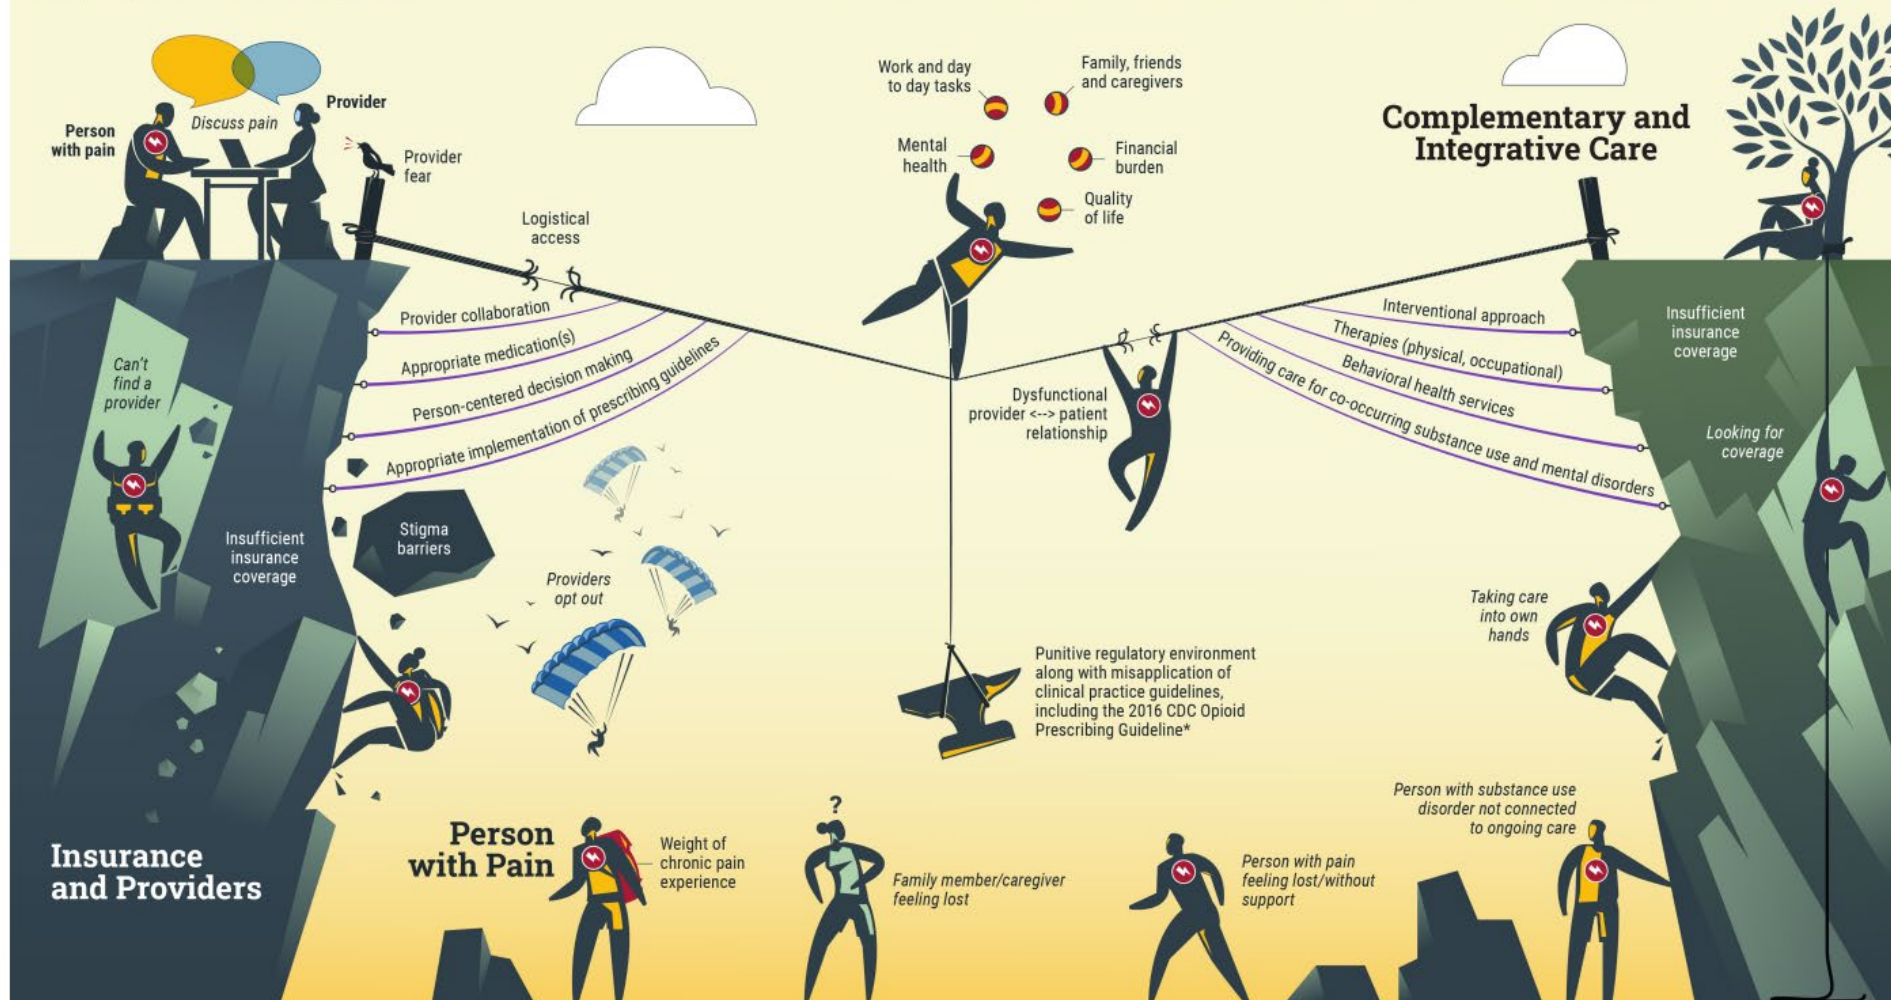 Person
with pain
Discuss pain
Provider
Provider
fear
Logistical
access
Work and day
to day tasks
Family, friends
and caregivers
Mental
health
Financial
burden
Quality
of life
Complementary and
Integrative Care
Provider collaboration
Appropriate medication(s)
Person-centered decision making
Appropriate implementation of prescribing guidelines
Interventional approach
Therapies (physical, occupational)
Behavioral health services
Providing care for co-occurring substance use and mental disorders
Insufficient
insurance
coverage
Can't
find a
provider
Dysfunctional
provider <--> patient
relationship
Looking for
coverage
Insufficient
insurance
coverage
Stigma
barriers
Providers
opt out
Taking care
into own
hands
Punitive regulatory environment
along with misapplication of
clinical practice guidelines,
including the 2016 CDC Opioid
Prescribing Guideline*
Insurance
and Providers
Person
with Pain
Weight of
chronic pain
experience
?
Family member/caregiver
feeling lost
Person with pain
feeling lost/without
support
Person with substance use
disorder not connected
to ongoing care